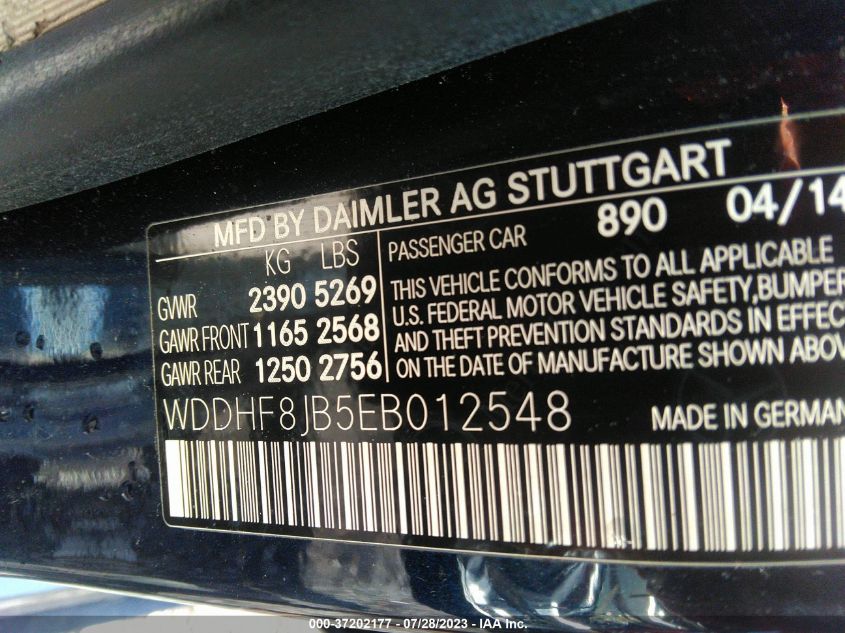 MFD BY DAIMLER AG STUTTGART
KG LBS
GVWR 2390 5269
GAWR FRONT 1165 2568
GAWR REAR 1250 2756
PASSENGER CAR 890 04/14
THIS VEHICLE CONFORMS TO ALL APPLICABLE
U.S. FEDERAL MOTOR VEHICLE SAFETY,BUMPER
AND THEFT PREVENTION STANDARDS IN EFFEC
ON THE DATE OF MANUFACTURE SHOWN ABOV
WDDHF8JB5EB012548 MADE IN GERMAN
000-37202177 - 07/28/2023 - IAA Inc.